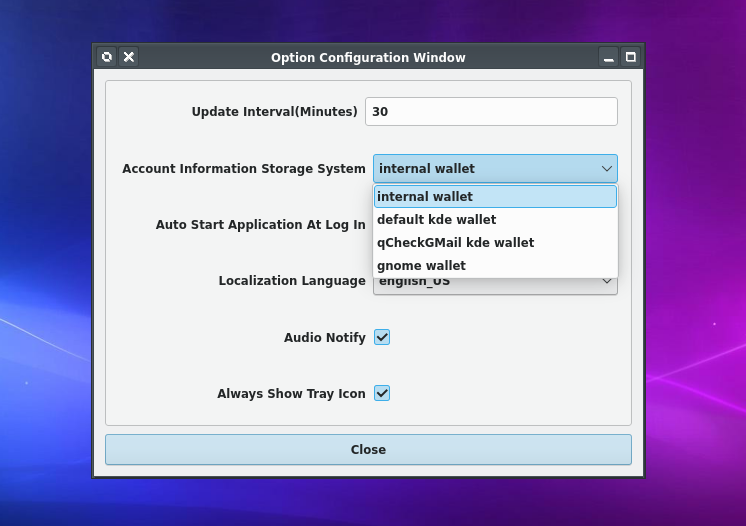 Option Configuration Window
Update Interval(Minutes) 30
Account Information Storage System internal wallet
internal wallet
default kde wallet
Auto Start Application At Log In
qCheckGMail kde wallet
gnome wallet
Localization Language english_US
Audio Notify
Always Show Tray Icon
Close